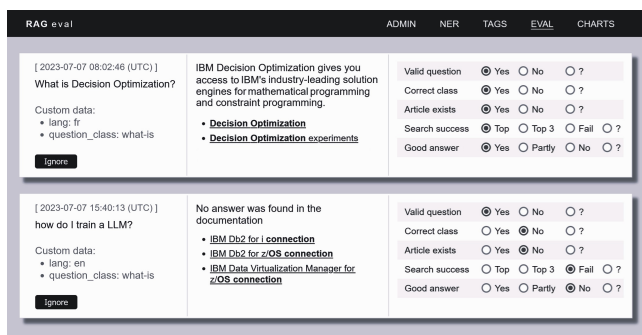 RAG eval ADMIN NER TAGS EVAL CHARTS
[ 2023-07-07 08:02:46 (UTC) ]
What is Decision Optimization?
Custom data:
• lang: fr
• question_class: what-is
Ignore
IBM Decision Optimization gives you
access to IBM's industry-leading solution
engines for mathematical programming
and constraint programming.
• Decision Optimization
• Decision Optimization experiments
Valid question Yes No ?
Correct class Yes No ?
Article exists Yes No ?
Search success Top Top 3 Fail ?
Good answer Yes Partly No ?
[ 2023-07-07 15:40:13 (UTC) ]
how do I train a LLM?
Custom data:
• lang: en
• question_class: what-is
Ignore
No answer was found in the
documentation
• IBM Db2 for i connection
• IBM Db2 for z/OS connection
• IBM Data Virtualization Manager for
z/OS connection
Valid question Yes No ?
Correct class Yes No ?
Article exists Yes No ?
Search success Top Top 3 Fail ?
Good answer Yes Partly No ?